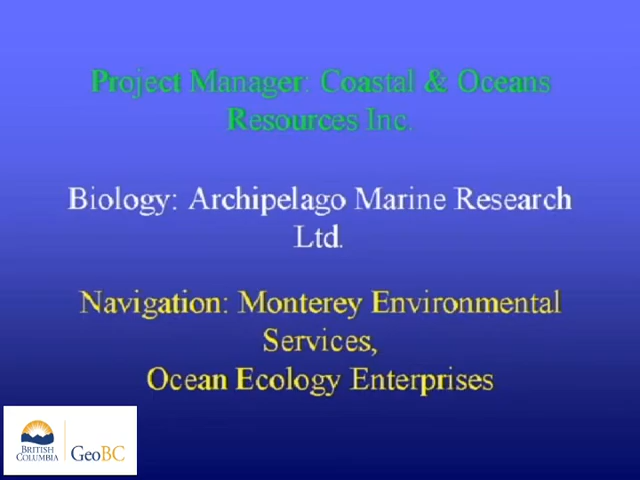 Project Manager: Coastal & Oceans
Resources Inc.
Biology: Archipelago Marine Research
Ltd.
Navigation: Monterey Environmental
Services,
Ocean Ecology Enterprises
BRITISH
COLUMBIA
GeoBC